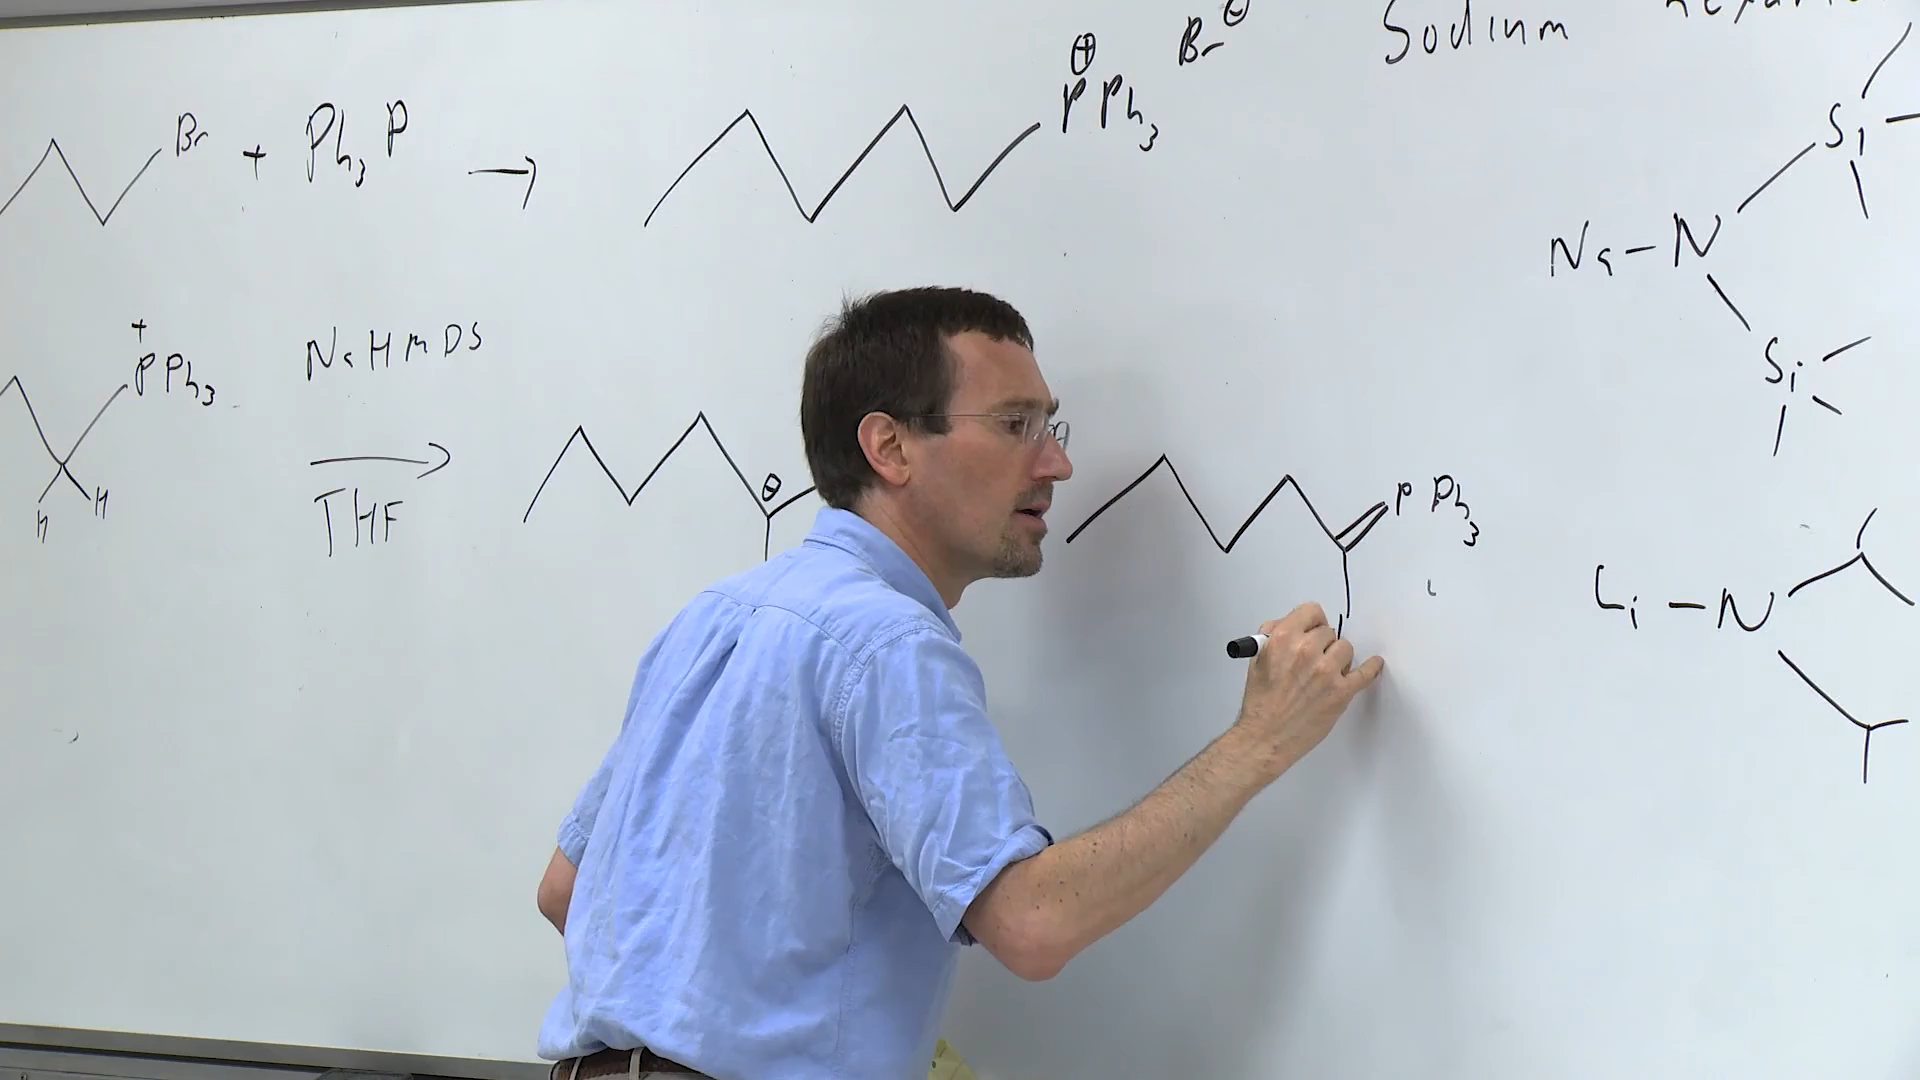 Sodium
Br + Ph3P → ⊕PPh3 Br⊖
Si
Na-N
Si
+PPh3
H H
NaHMDS
THF
⊖
PPh3
Li-N